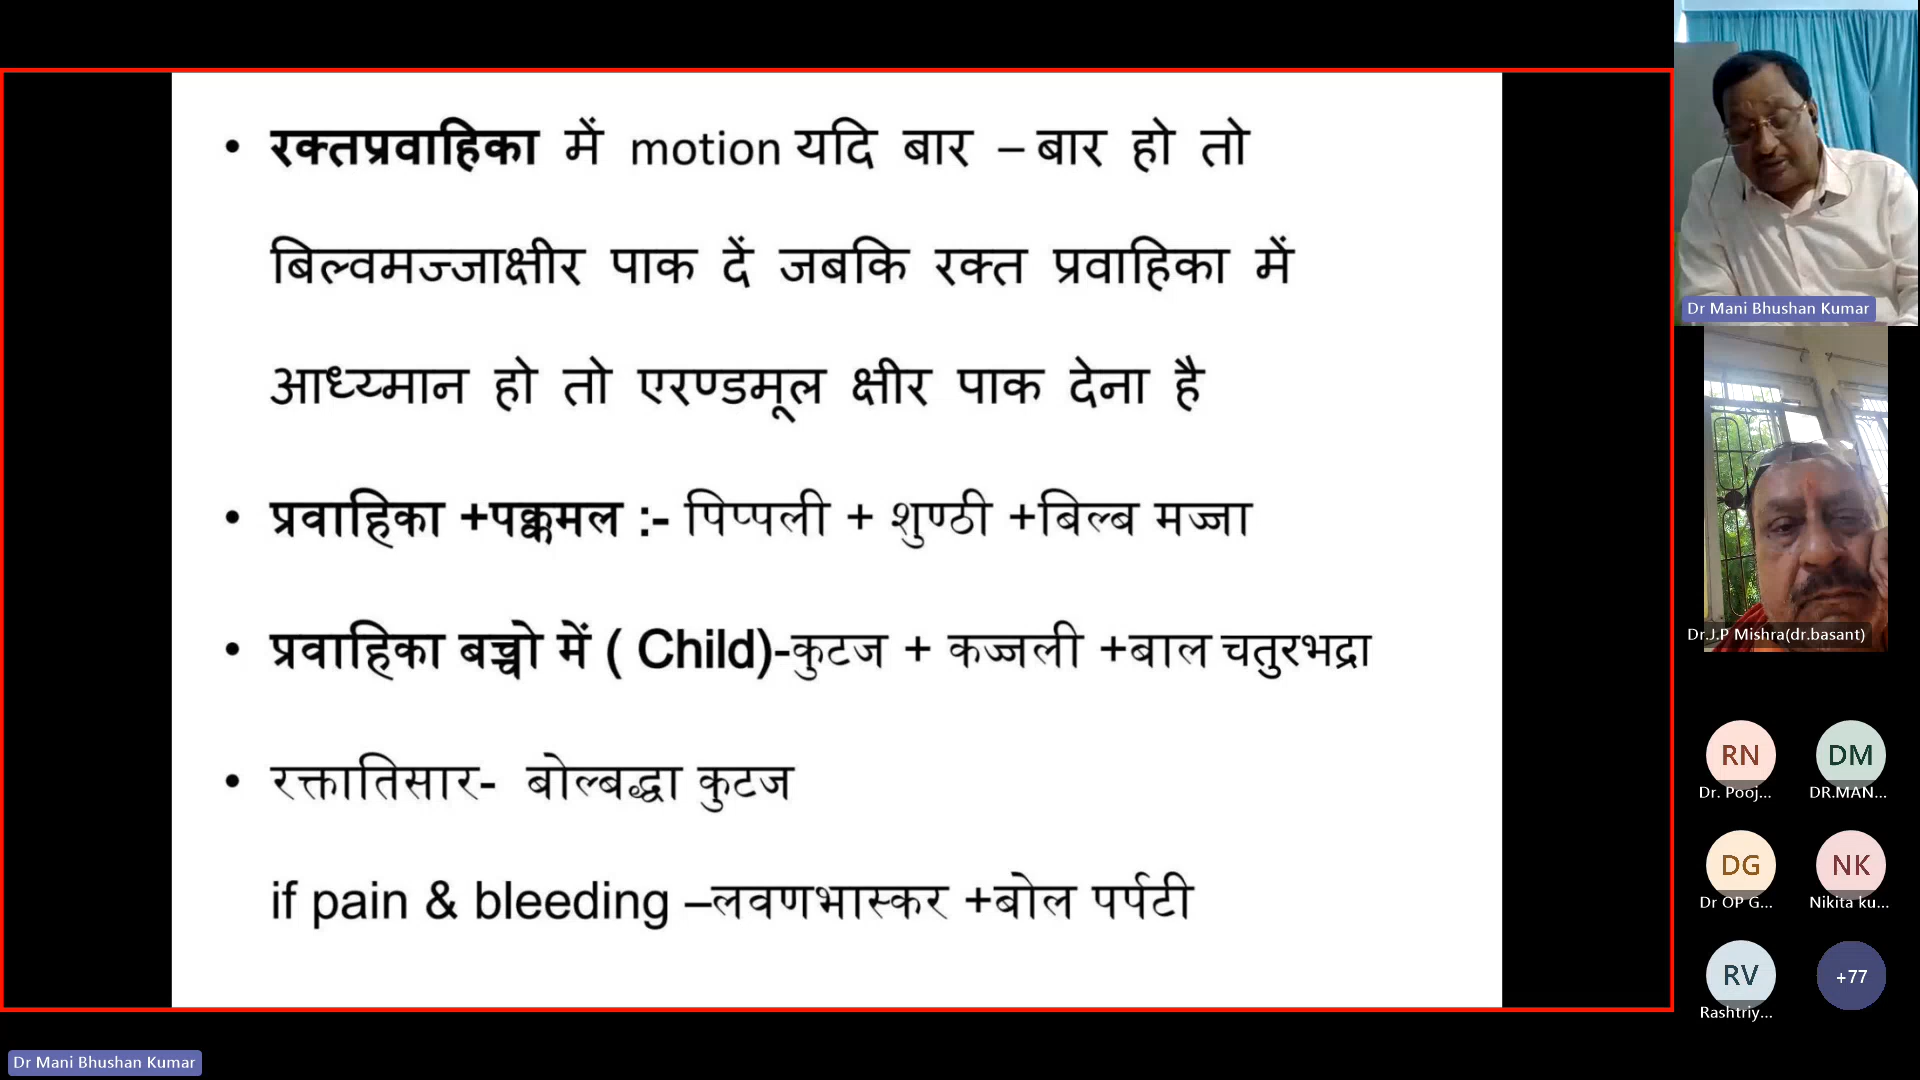 • रक्तप्रवाहिका में motion यदि बार – बार हो तो
बिल्वमज्जाक्षीर पाक दें जबकि रक्त प्रवाहिका में
आध्य्मान हो तो एरण्डमूल क्षीर पाक देना है
• प्रवाहिका +पक्कमल :- पिप्पली + शुण्ठी +बिल्ब मज्जा
• प्रवाहिका बच्चो में ( Child)-कुटज + कज्जली +बाल चतुरभद्रा
• रक्तातिसार- बोल्बद्धा कुटज
if pain & bleeding –लवणभास्कर +बोल पर्पटी
Dr Mani Bhushan Kumar
Dr.J.P Mishra(dr.basant)
RN DM
Dr. Pooj... DR.MAN...
DG NK
Dr OP G... Nikita ku...
RV +77
Rashtriy...
Dr Mani Bhushan Kumar